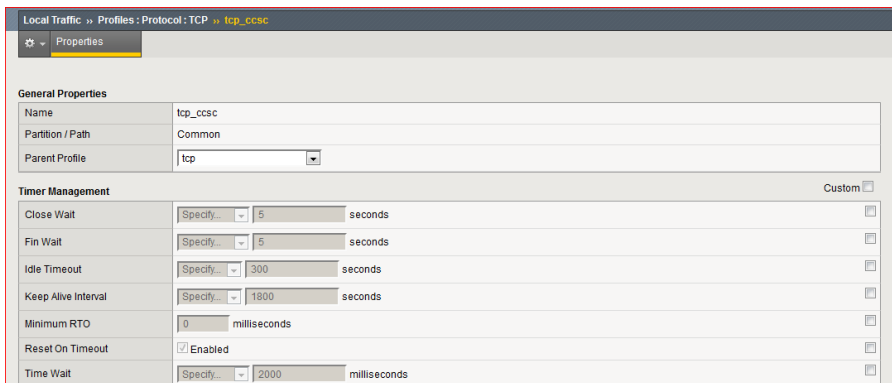 Local Traffic ›› Profiles : Protocol : TCP ›› tcp_ccsc
Properties
General Properties
Name tcp_ccsc
Partition / Path Common
Parent Profile tcp
Timer Management Custom
Close Wait Specify... 5 seconds
Fin Wait Specify... 5 seconds
Idle Timeout Specify... 300 seconds
Keep Alive Interval Specify... 1800 seconds
Minimum RTO 0 milliseconds
Reset On Timeout Enabled
Time Wait Specify... 2000 milliseconds